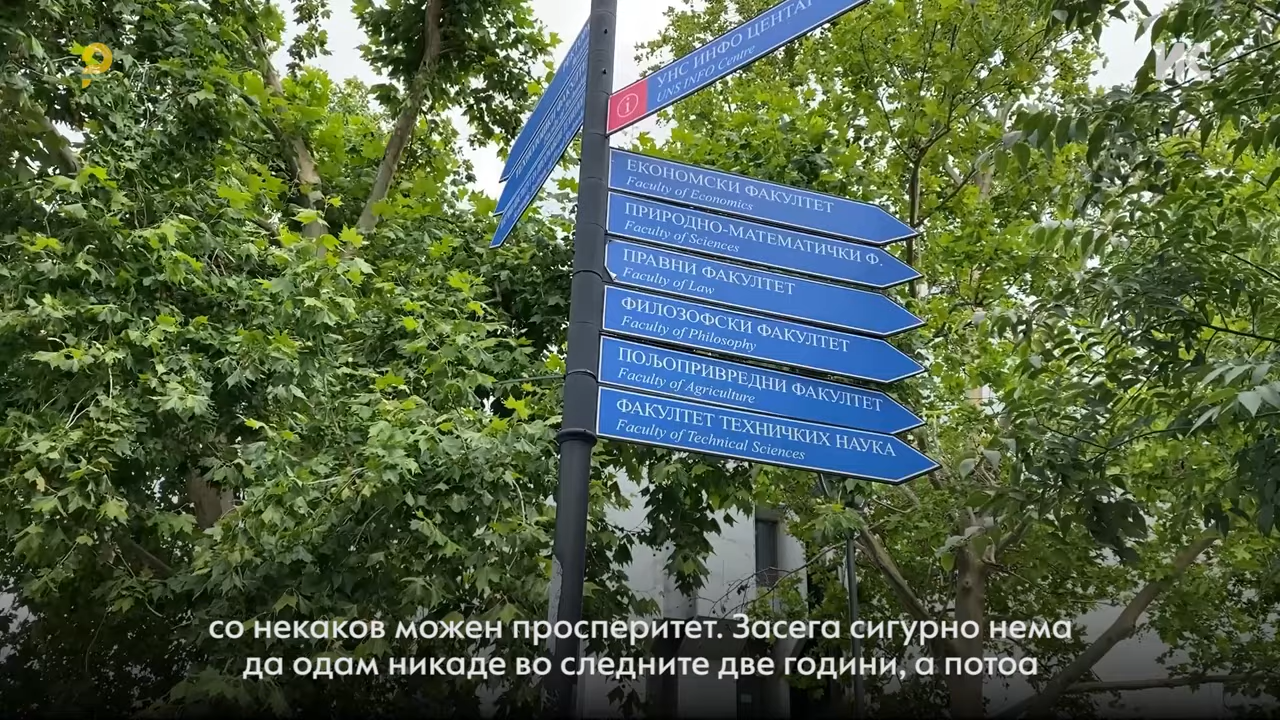 ИС
УНС ИНФО ЦЕНТАР
UNS INFO Centre
ЕКОНОМСКИ ФАКУЛТЕТ
Faculty of Economics
ПРИРОДНО-МАТЕМАТИЧКИ Ф.
Faculty of Sciences
ПРАВНИ ФАКУЛТЕТ
Faculty of Law
ФИЛОЗОФСКИ ФАКУЛТЕТ
Faculty of Philosophy
ПОЉОПРИВРЕДНИ ФАКУЛТЕТ
Faculty of Agriculture
ФАКУЛТЕТ ТЕХНИЧКИХ НАУКА
Faculty of Technical Sciences
со некаков можен просперитет. Засега сигурно нема
да одам никаде во следните две години, а потоа